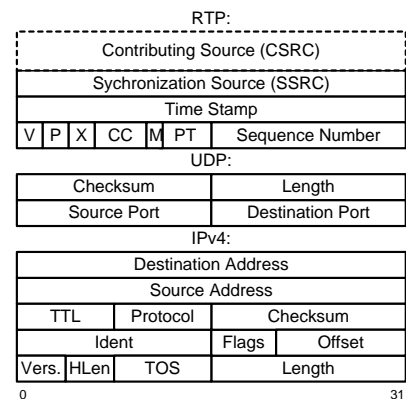 RTP:
Contributing Source (CSRC)
Sychronization Source (SSRC)
Time Stamp
V P X CC M PT Sequence Number
UDP:
Checksum Length
Source Port Destination Port
IPv4:
Destination Address
Source Address
TTL Protocol Checksum
Ident Flags Offset
Vers. HLen TOS Length
0 31